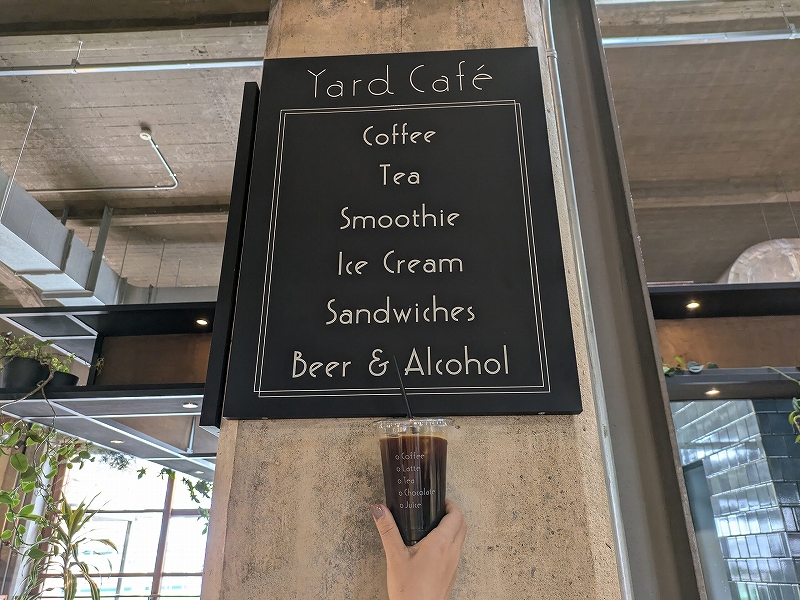 Yard Café
Coffee
Tea
Smoothie
Ice Cream
Sandwiches
Beer & Alcohol
o Coffee
o Latte
o Tea
o Chocolate
o Juice